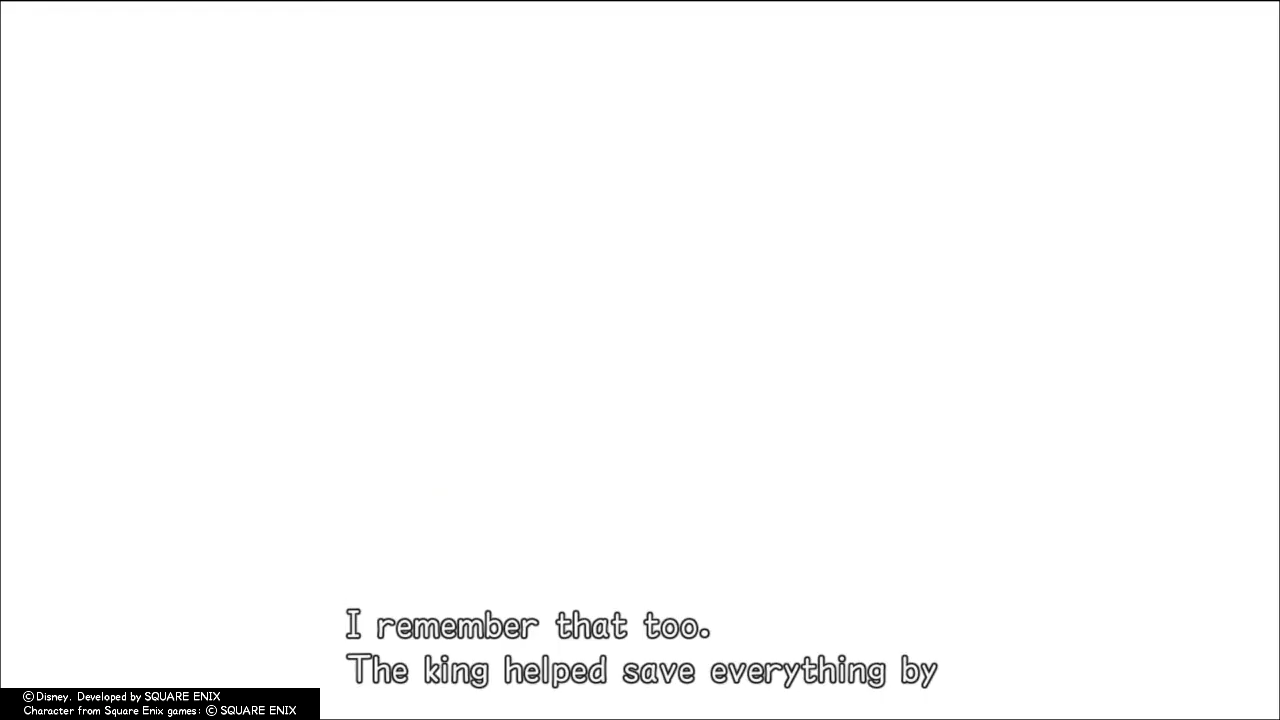 I remember that too.
The king helped save everything by
© Disney. Developed by SQUARE ENIX
Character from Square Enix games: © SQUARE ENIX